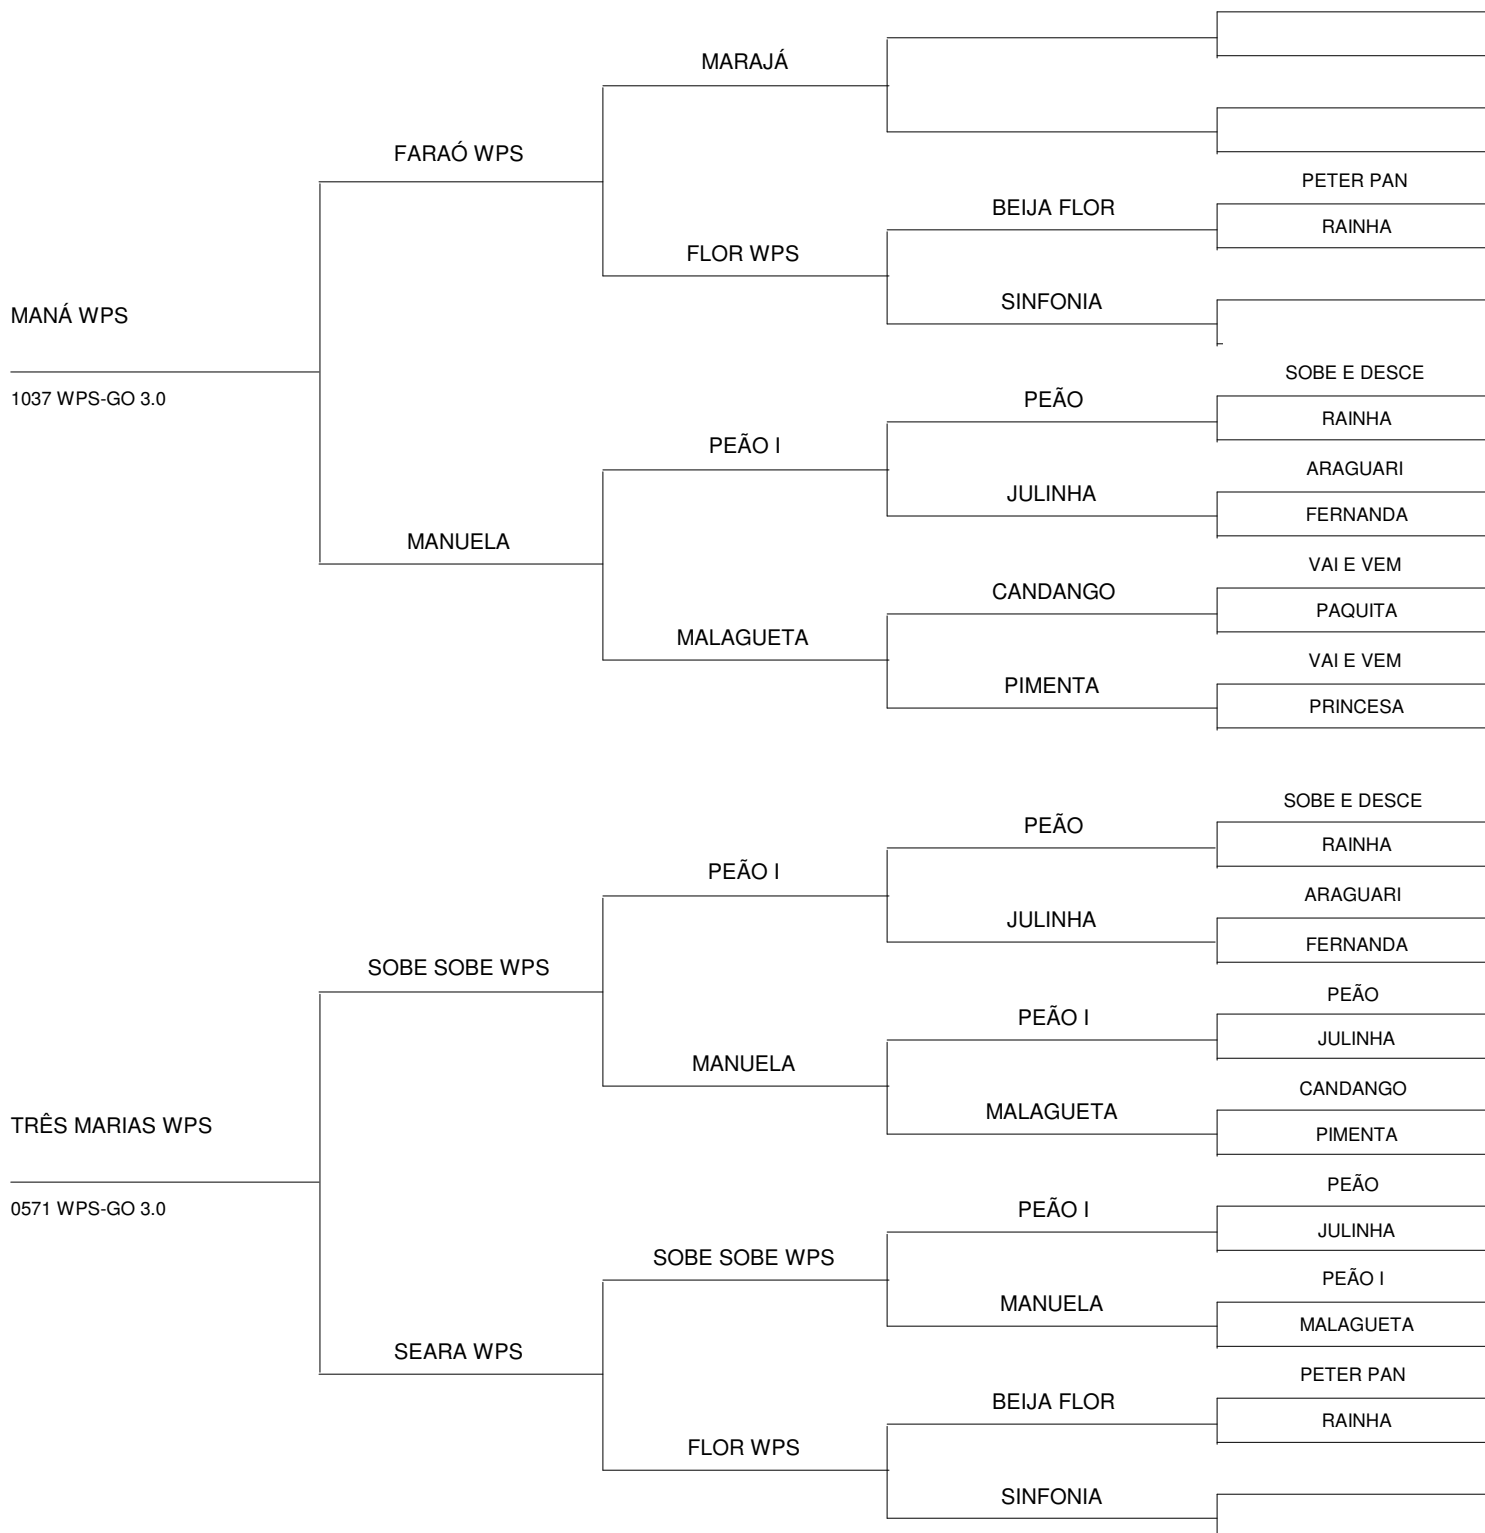 MARAJÁ
FARAÓ WPS
PETER PAN
BEIJA FLOR
RAINHA
FLOR WPS
SINFONIA
MANÁ WPS
SOBE E DESCE
1037 WPS-GO 3.0
PEÃO
RAINHA
PEÃO I
ARAGUARI
JULINHA
FERNANDA
MANUELA
VAI E VEM
CANDANGO
PAQUITA
MALAGUETA
VAI E VEM
PIMENTA
PRINCESA
SOBE E DESCE
PEÃO
RAINHA
PEÃO I
ARAGUARI
JULINHA
FERNANDA
SOBE SOBE WPS
PEÃO
PEÃO I
JULINHA
MANUELA
CANDANGO
MALAGUETA
TRÊS MARIAS WPS
PIMENTA
PEÃO
0571 WPS-GO 3.0
PEÃO I
JULINHA
SOBE SOBE WPS
PEÃO I
MANUELA
MALAGUETA
SEARA WPS
PETER PAN
BEIJA FLOR
RAINHA
FLOR WPS
SINFONIA